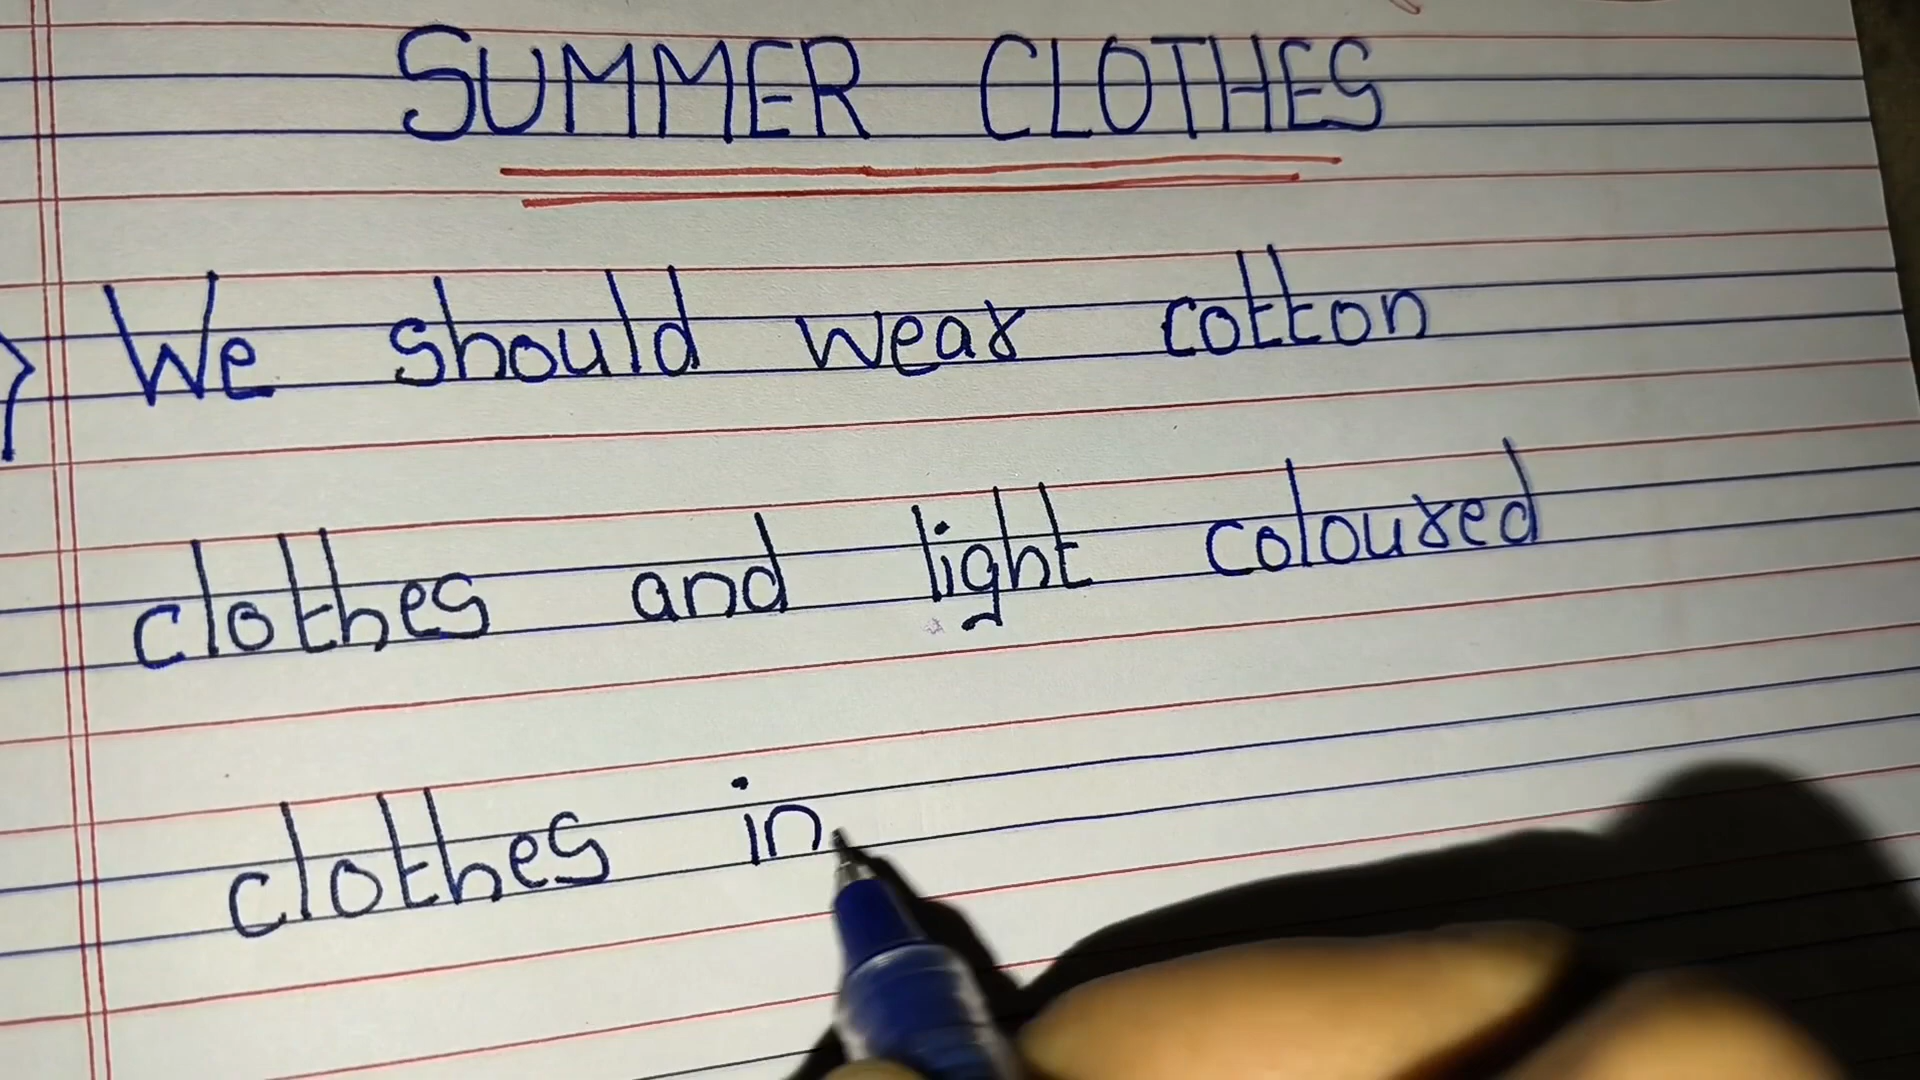 SUMMER CLOTHES
We should wear cotton
clothes and light coloured
clothes in